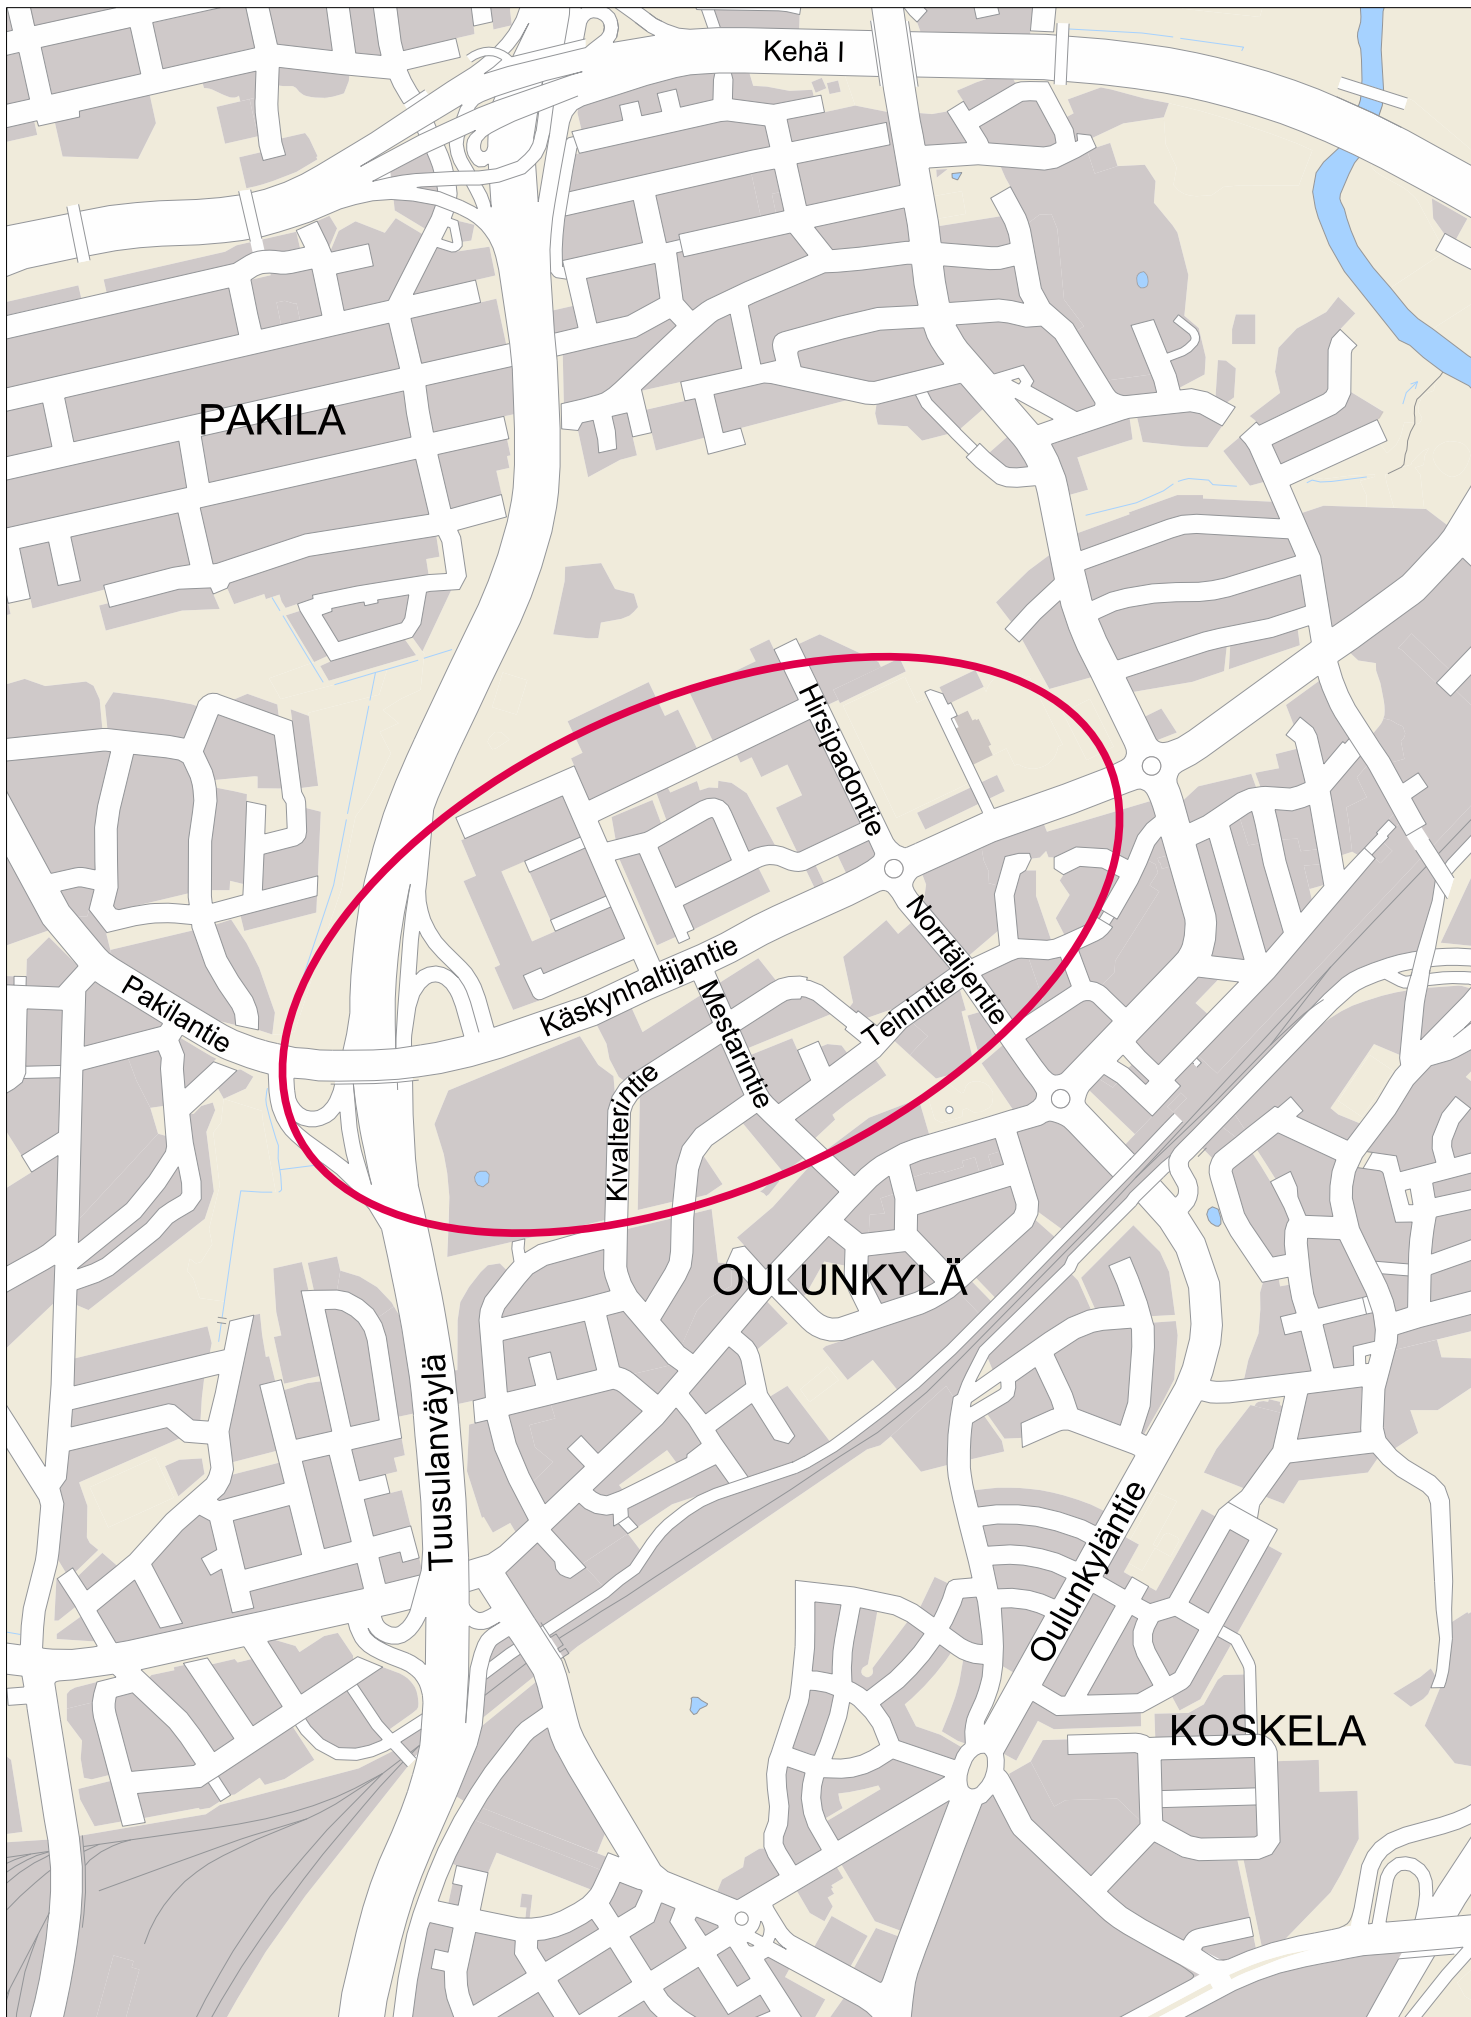 Kehä I
PAKILA
Hirsipadontie
Norrtäljentie
Käskynhaltijantie
Pakilantie
Teinintie
Mestarintie
Kivalterintie
OULUNKYLÄ
Tuusulanväylä
Oulunkyläntie
KOSKELA